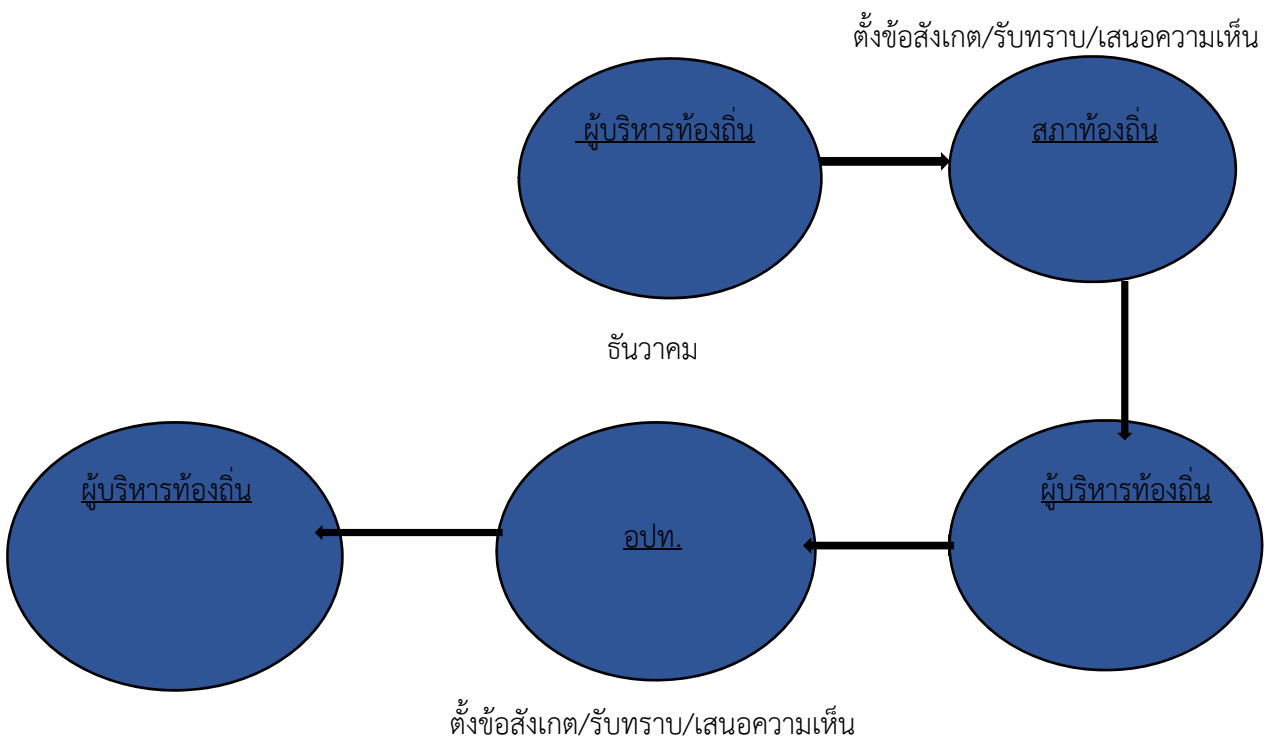 ตั้งข้อสังเกต/รับทราบ/เสนอความเห็น
ผู้บริหารท้องถิ่น
สภาท้องถิ่น
ธันวาคม
ผู้บริหารท้องถิ่น
อปท.
ผู้บริหารท้องถิ่น
ตั้งข้อสังเกต/รับทราบ/เสนอความเห็น